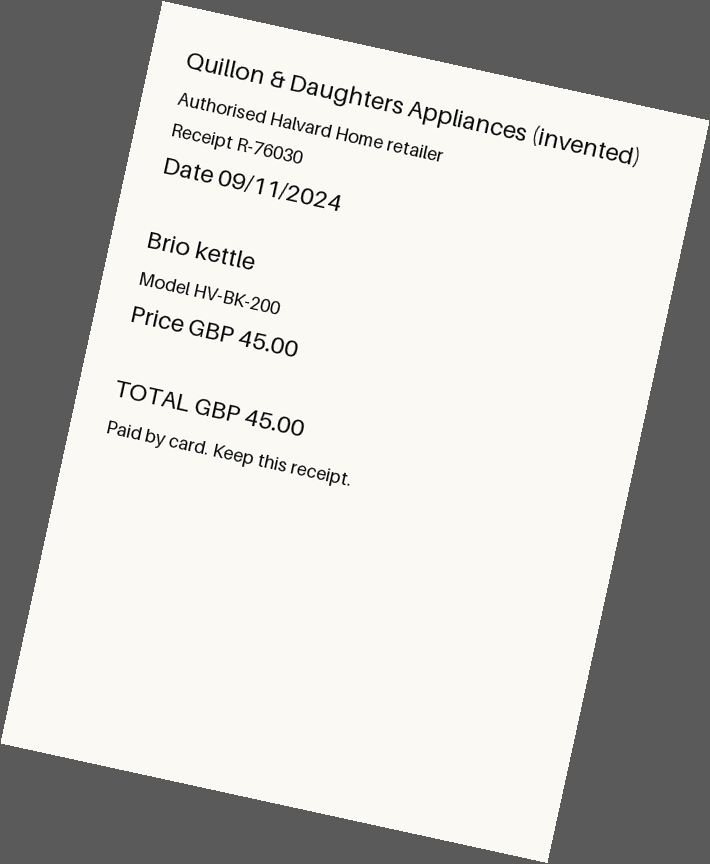 Quillon & Daughters Appliances (invented)
Authorised Halvard Home retailer
Receipt R-76030
Date 09/11/2024
Brio kettle
Model HV-BK-200
Price GBP 45.00
TOTAL GBP 45.00
Paid by card. Keep this receipt.